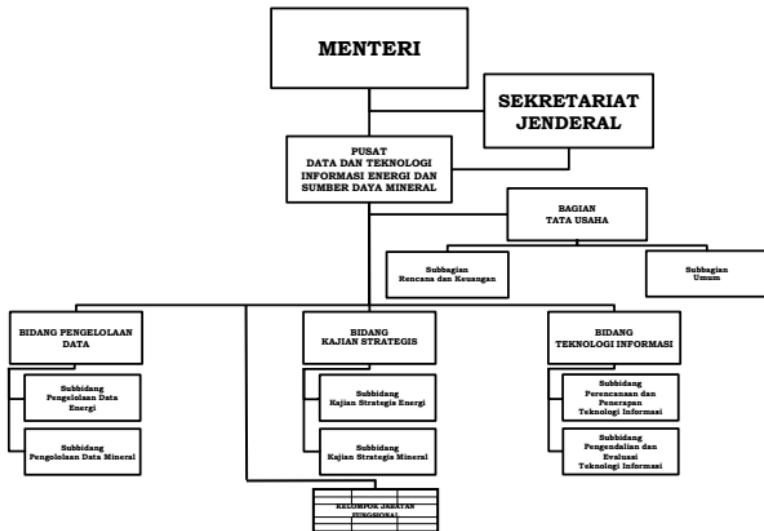 MENTERI
SEKRETARIAT
JENDERAL
PUSAT
DATA DAN TEKNOLOGI
INFORMASI ENERGI DAN
SUMBER DAYA MINERAL
BAGIAN
TATA USAHA
Subbagian
Rencana dan Keuangan
Subbagian
Umum
BIDANG PENGELOLAAN
DATA
BIDANG
KAJIAN STRATEGIS
BIDANG
TEKNOLOGI INFORMASI
Subbidang
Pengelolaan Data
Energi
Subbidang
Kajian Strategis Energi
Subbidang
Perencanaan dan
Penerapan
Teknologi Informasi
Subbidang
Pengololaan Data Mineral
Subbidang
Kajian Strategis Mineral
Subbidang
Pengendalian dan
Evaluasi
Teknologi Informasi
KELOMPOK JABATAN
FUNGSIONAL